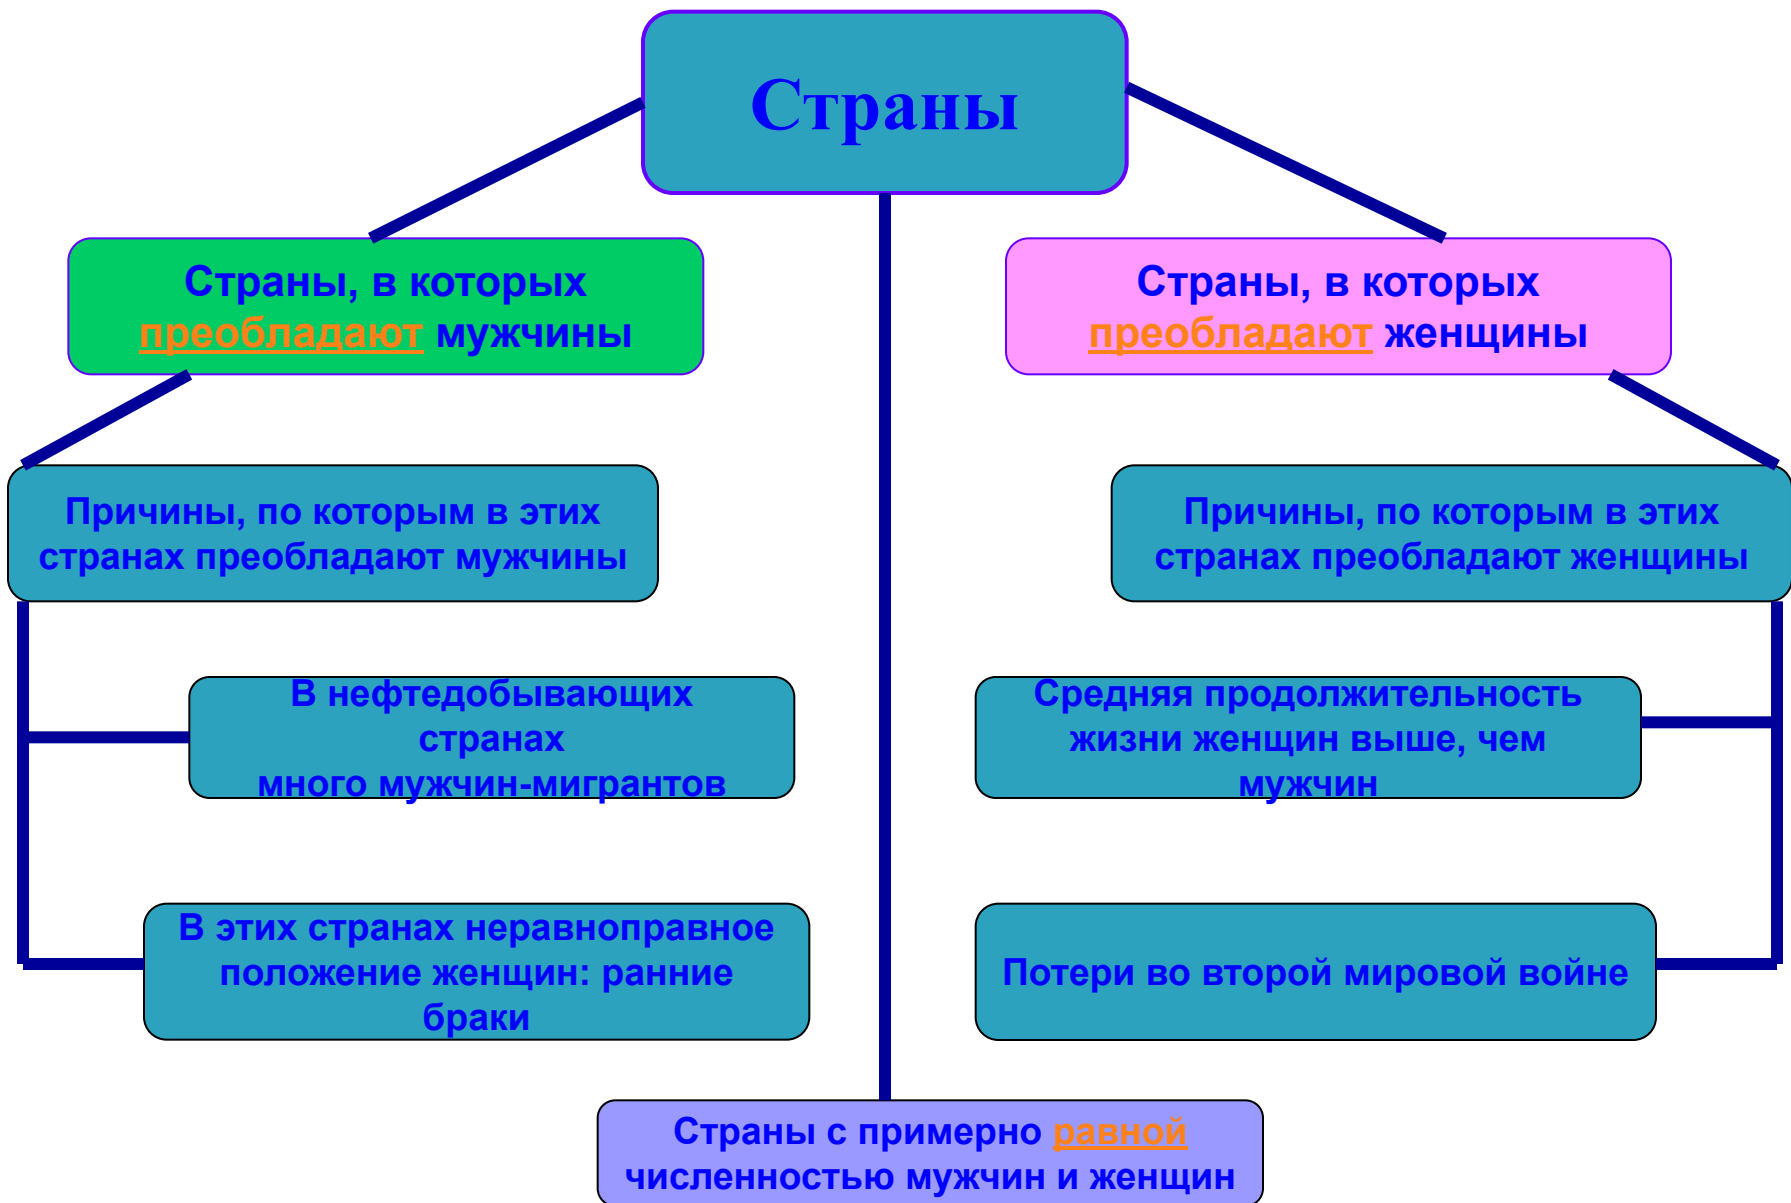 Страны
Страны, в которых
преобладают мужчины
Страны, в которых
преобладают женщины
Причины, по которым в этих
странах преобладают мужчины
Причины, по которым в этих
странах преобладают женщины
В нефтедобывающих
странах
много мужчин-мигрантов
Средняя продолжительность
жизни женщин выше, чем
мужчин
В этих странах неравноправное
положение женщин: ранние
браки
Потери во второй мировой войне
Страны с примерно равной
численностью мужчин и женщин